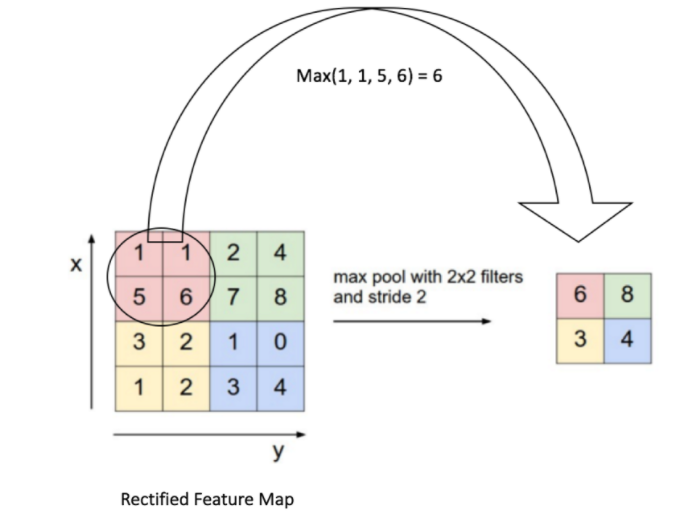 Max(1, 1, 5, 6) = 6
x
1 1 2 4
5 6 7 8
3 2 1 0
1 2 3 4
max pool with 2x2 filters
and stride 2
6 8
3 4
y
Rectified Feature Map